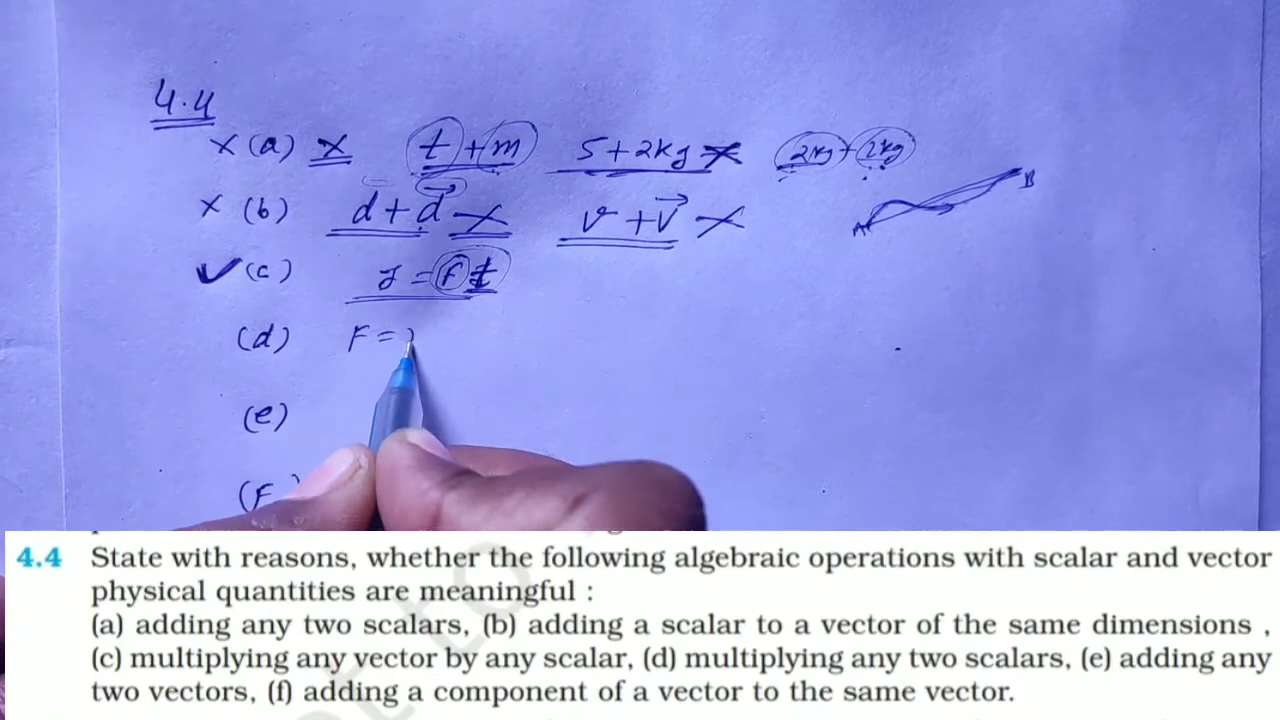 4.4
× (a) × t + m 5 + 2kg × 2kg + 2kg
× (b) d + d⃗ × v + v⃗ × A B
✓ (c) = F t
(d) F =
(e)
(F
4.4 State with reasons, whether the following algebraic operations with scalar and vector
physical quantities are meaningful :
(a) adding any two scalars, (b) adding a scalar to a vector of the same dimensions ,
(c) multiplying any vector by any scalar, (d) multiplying any two scalars, (e) adding any
two vectors, (f) adding a component of a vector to the same vector.